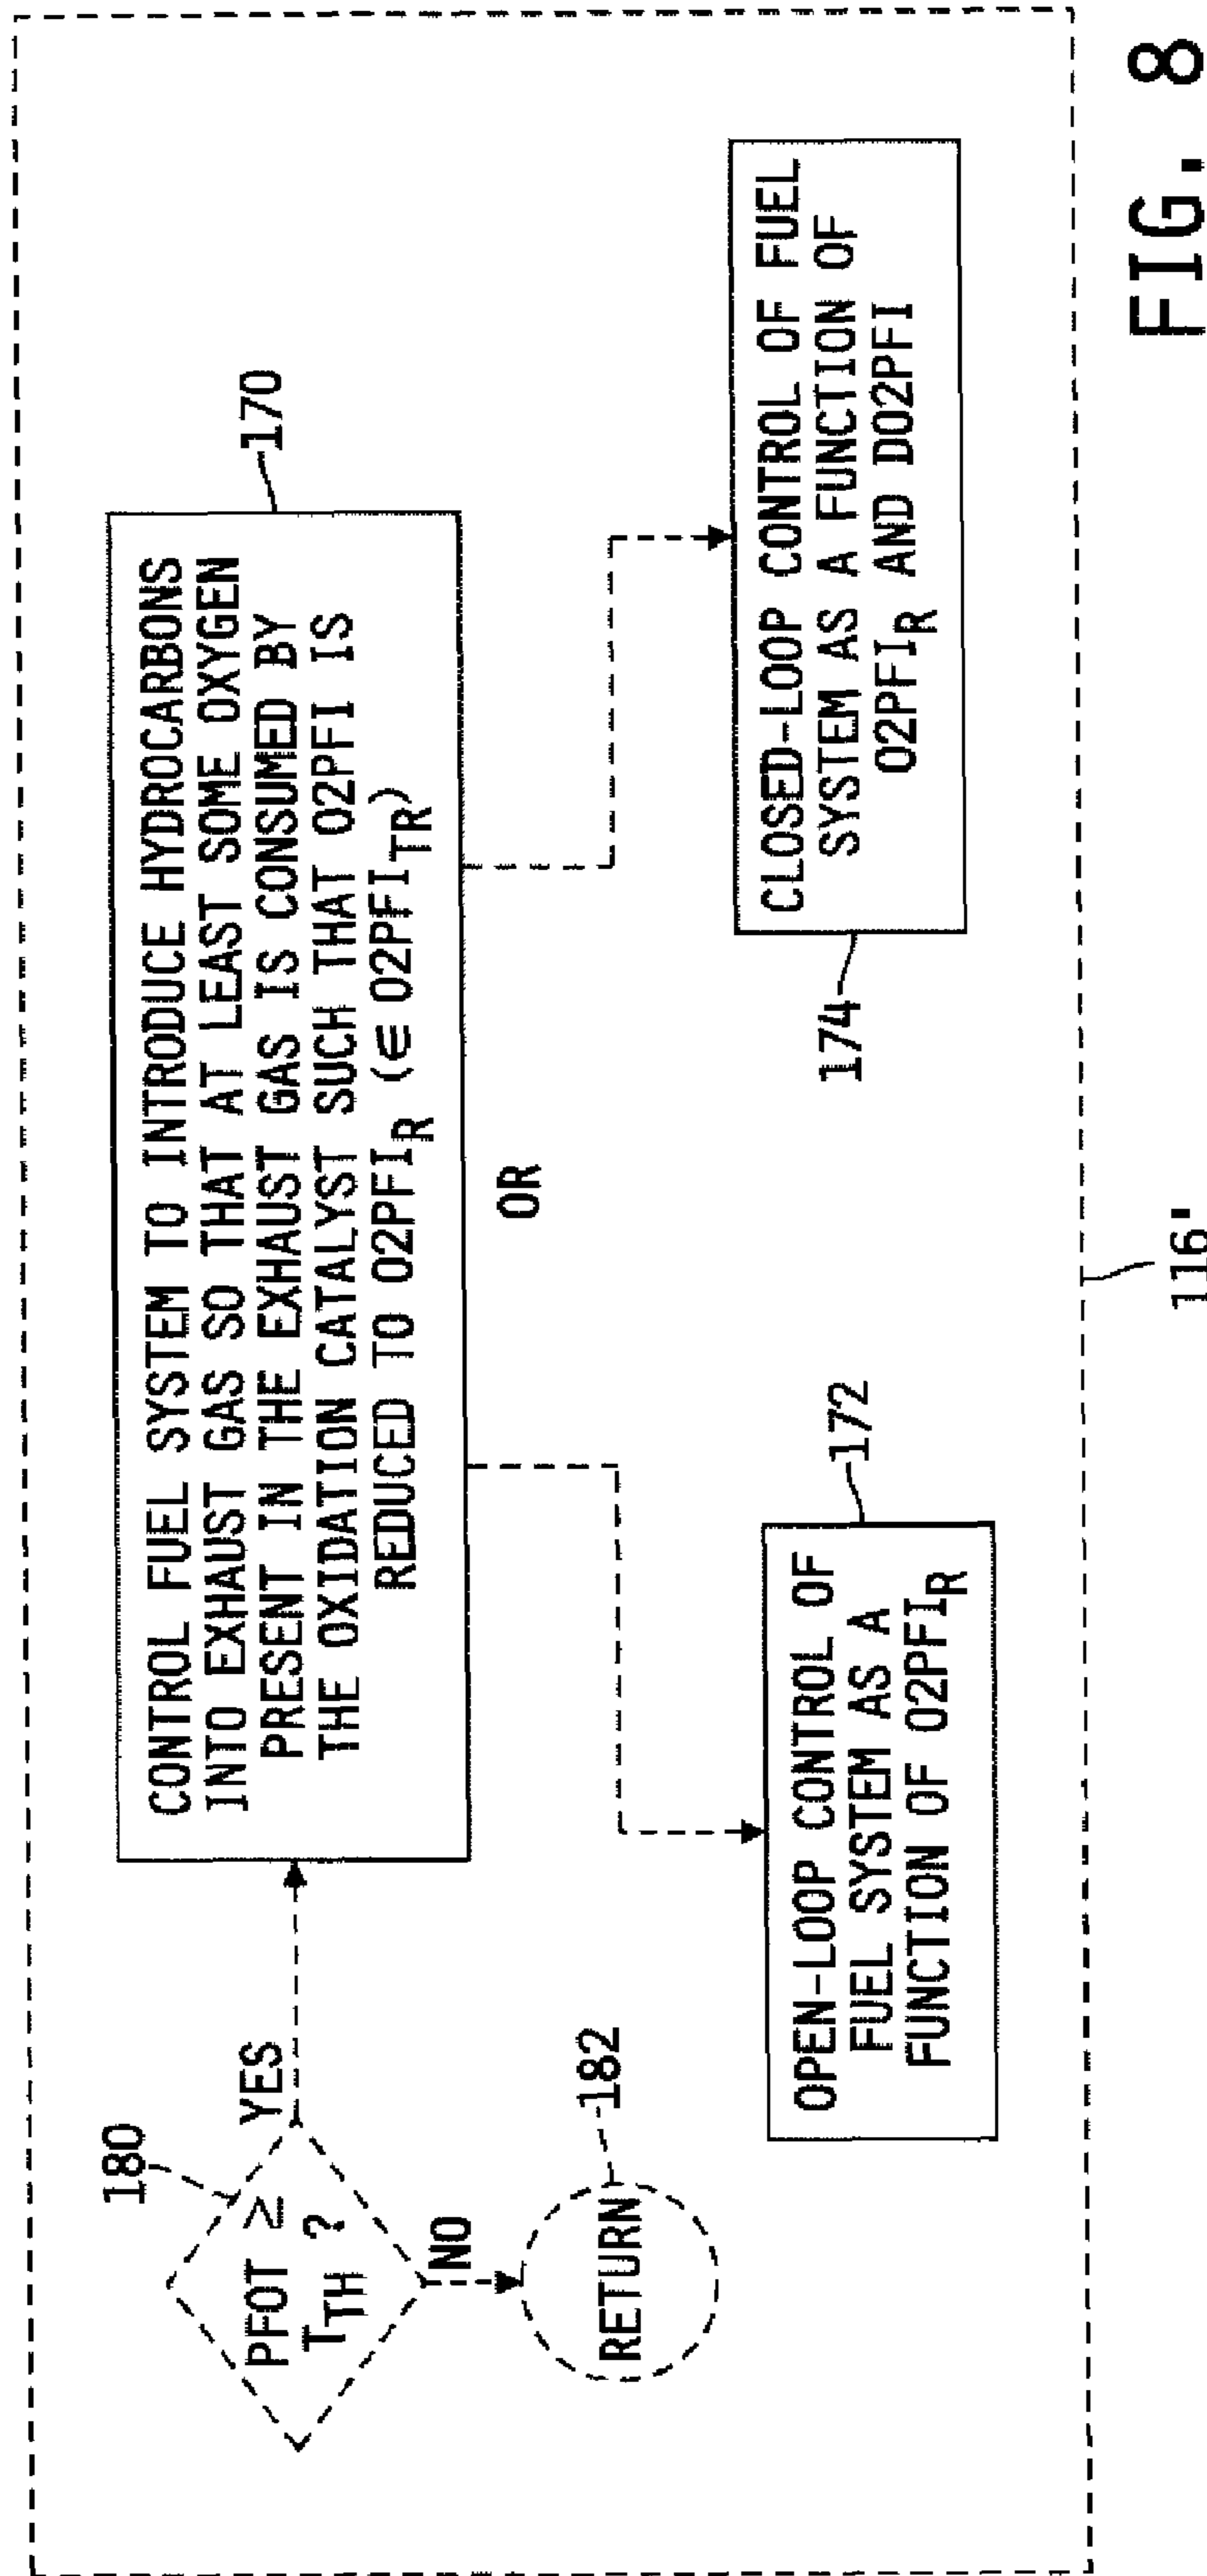 180
PFOT ≥
T_TH ?
YES
NO
RETURN
182
CONTROL FUEL SYSTEM TO INTRODUCE HYDROCARBONS
INTO EXHAUST GAS SO THAT AT LEAST SOME OXYGEN
PRESENT IN THE EXHAUST GAS IS CONSUMED BY
THE OXIDATION CATALYST SUCH THAT O2PFI IS
REDUCED TO O2PFI_R (∈ O2PFI_TR)
170
OR
OPEN-LOOP CONTROL OF
FUEL SYSTEM AS A
FUNCTION OF O2PFI_R
172
CLOSED-LOOP CONTROL OF FUEL
SYSTEM AS A FUNCTION OF
O2PFI_R AND DO2PFI
174
116'
FIG. 8